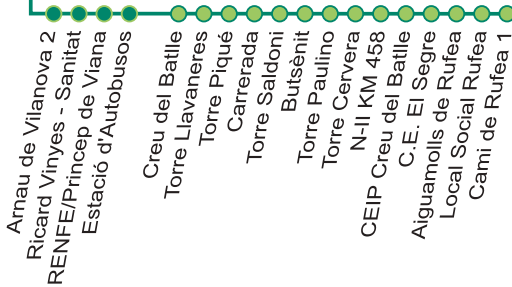 Arnau de Vilanova 2
Ricard Vinyes - Sanitat
RENFE/Príncep de Viana
Estació d'Autobusos
Creu del Batlle
Torre Llavaneres
Torre Piqué
Carrerada
Torre Saldoni
Butsènit
Torre Paulino
Torre Cervera
N-II KM 458
CEIP Creu del Batlle
C.E. El Segre
Aiguamolls de Rufea
Local Social Rufea
Cami de Rufea 1